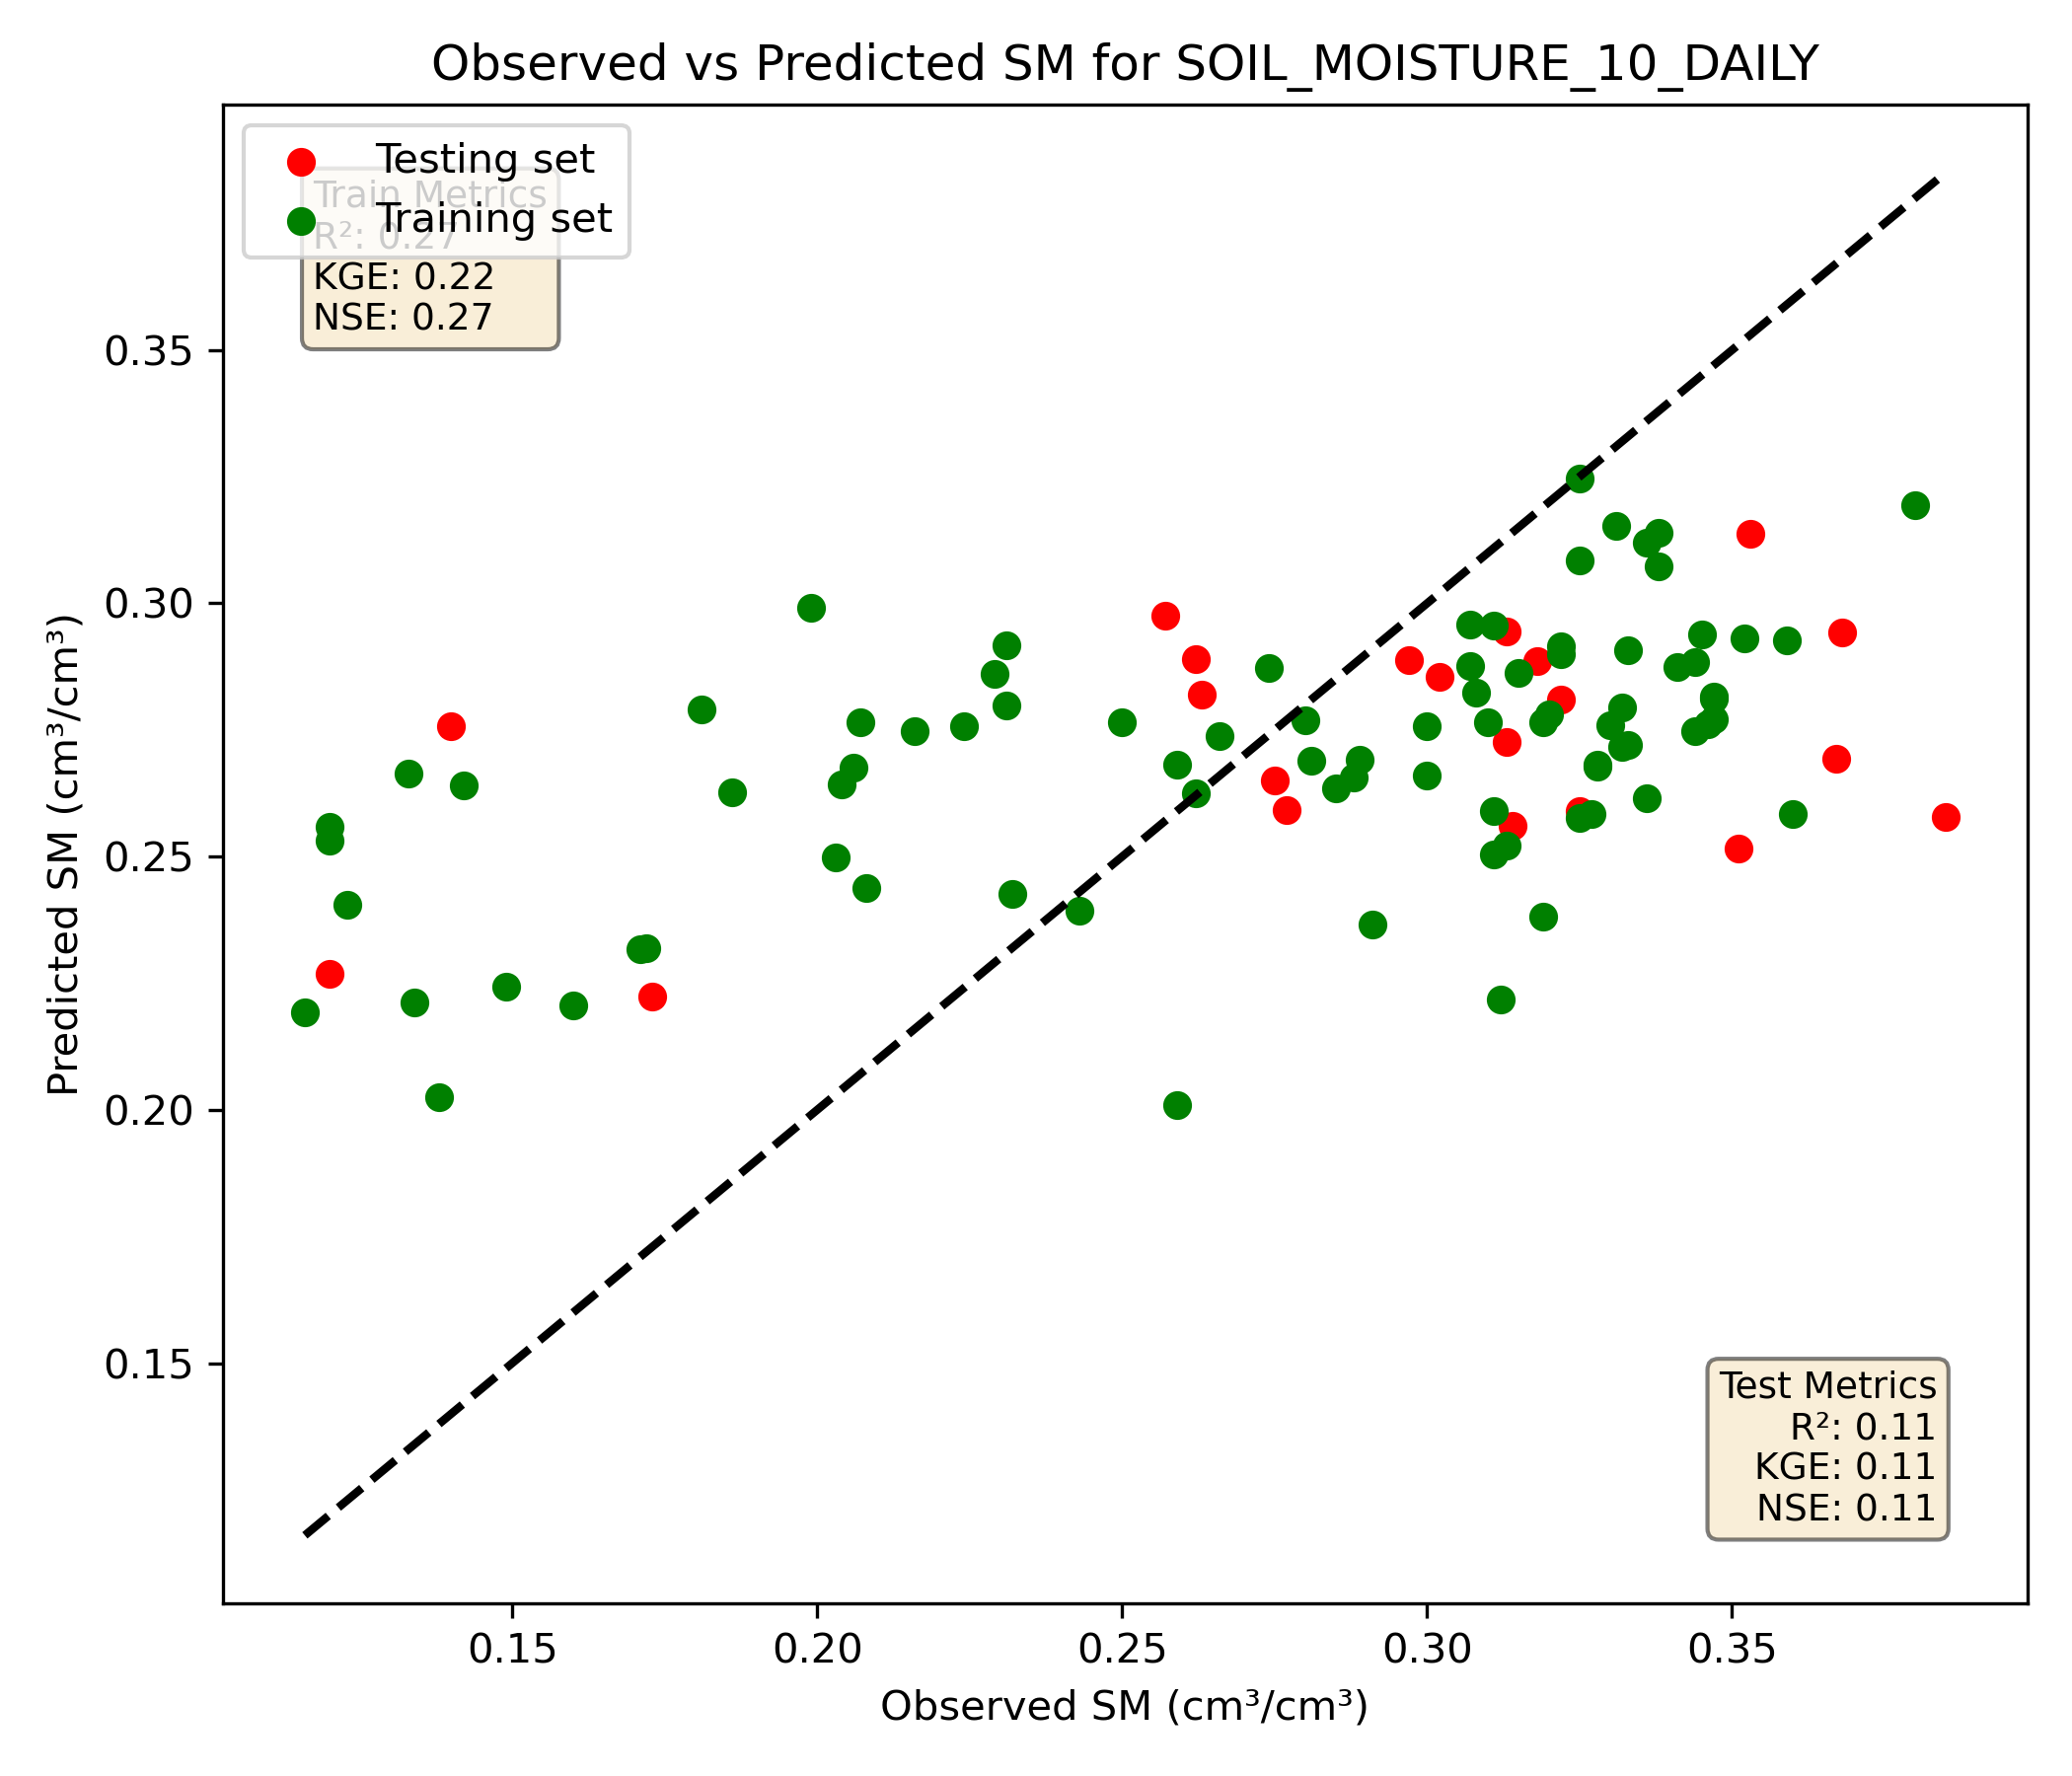 Observed vs Predicted SM for SOIL_MOISTURE_10_DAILY
Testing set
Training set
Train Metrics
R²: 0.27
KGE: 0.22
NSE: 0.27
0.35
0.30
0.25
0.20
0.15
Predicted SM (cm³/cm³)
Test Metrics
R²: 0.11
KGE: 0.11
NSE: 0.11
0.15 0.20 0.25 0.30 0.35
Observed SM (cm³/cm³)